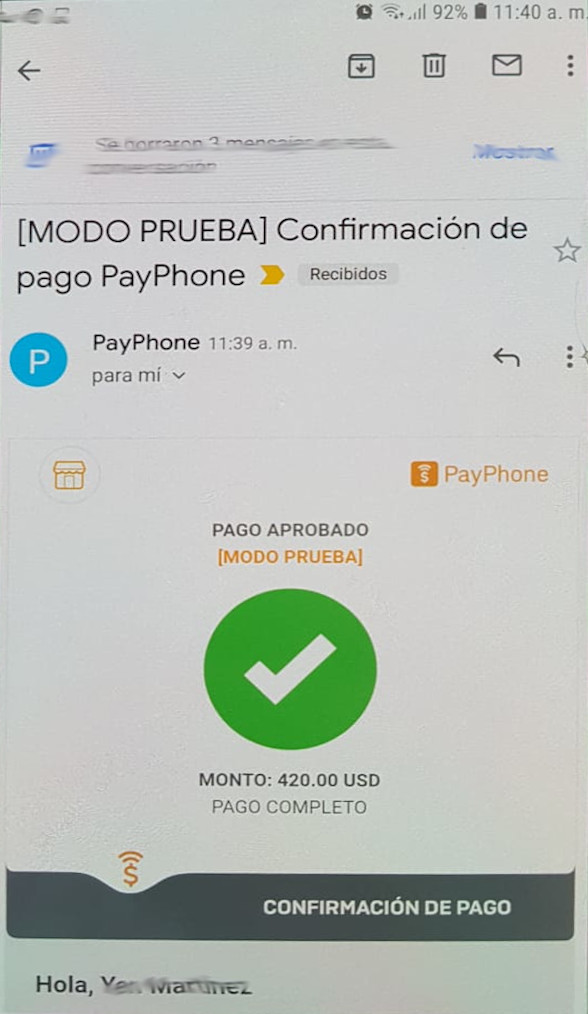 92% 11:40 a. m.
Se borraron 3 mensajes en esta
conversación
Mostrar
[MODO PRUEBA] Confirmación de
pago PayPhone Recibidos
PayPhone 11:39 a. m.
P
para mí
PayPhone
PAGO APROBADO
[MODO PRUEBA]
MONTO: 420.00 USD
PAGO COMPLETO
$
CONFIRMACIÓN DE PAGO
Hola,